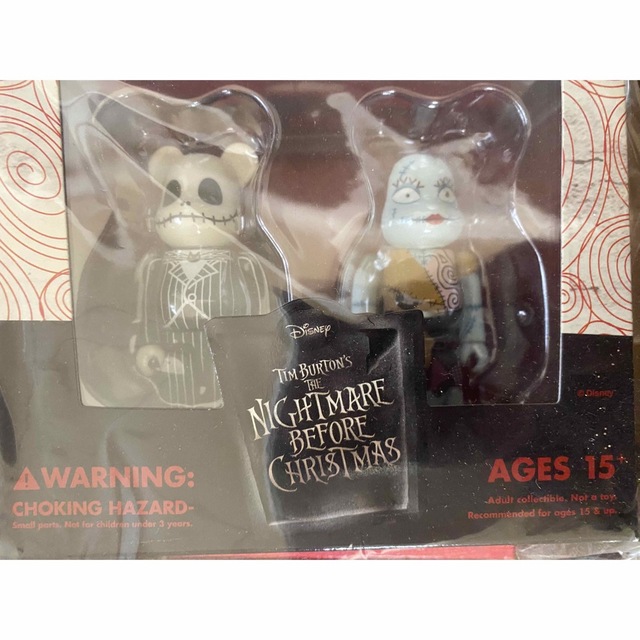 Disney
TIM BURTON'S
THE
NIGHTMARE
BEFORE
CHRISTMAS
© Disney
WARNING:
CHOKING HAZARD-
Small parts. Not for children under 3 years.
AGES 15+
Adult collectible. Not a toy.
Recommended for ages 15 & up.